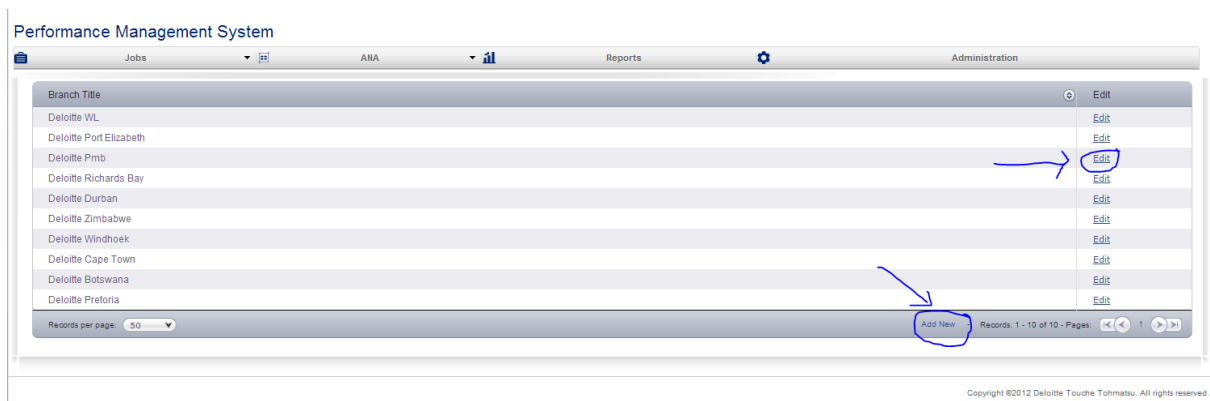 Performance Management System
Jobs ANA Reports Administration
Branch Title Edit
Deloitte WL Edit
Deloitte Port Elizabeth Edit
Deloitte Pmb Edit
Deloitte Richards Bay Edit
Deloitte Durban Edit
Deloitte Zimbabwe Edit
Deloitte Windhoek Edit
Deloitte Cape Town Edit
Deloitte Botswana Edit
Deloitte Pretoria Edit
Records per page: 50 Add New - Records: 1 - 10 of 10 - Pages: 1
Copyright ©2012 Deloitte Touche Tohmatsu. All rights reserved.